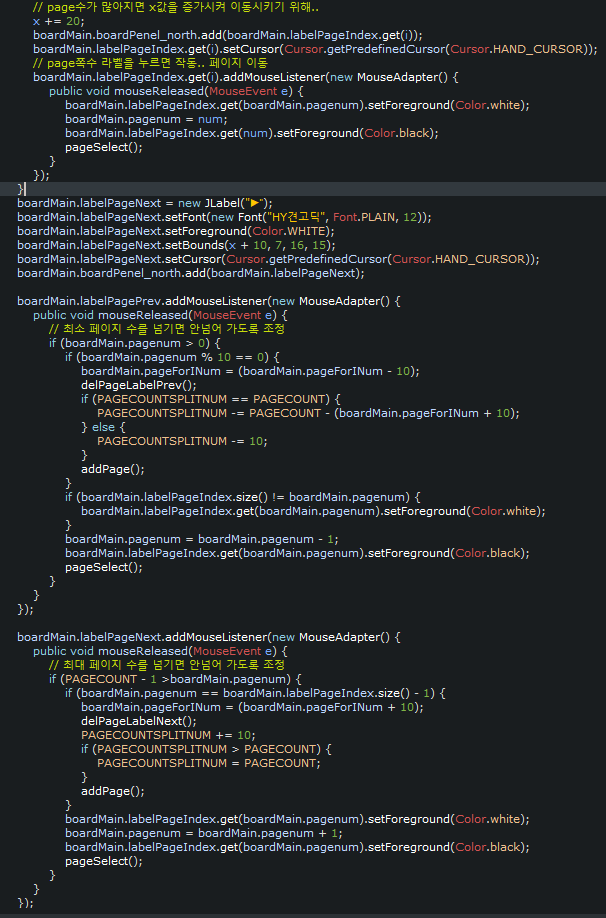 // page수가 많아지면 x값을 증가시켜 이동시키기 위해..
x += 20;
boardMain.boardPenel_north.add(boardMain.labelPageIndex.get(i));
boardMain.labelPageIndex.get(i).setCursor(Cursor.getPredefinedCursor(Cursor.HAND_CURSOR));
// page쪽수 라벨을 누르면 작동.. 페이지 이동
boardMain.labelPageIndex.get(i).addMouseListener(new MouseAdapter() {
public void mouseReleased(MouseEvent e) {
boardMain.labelPageIndex.get(boardMain.pagenum).setForeground(Color.white);
boardMain.pagenum = num;
boardMain.labelPageIndex.get(num).setForeground(Color.black);
pageSelect();
}
});
}
boardMain.labelPageNext = new JLabel("▶");
boardMain.labelPageNext.setFont(new Font("HY견고딕", Font.PLAIN, 12));
boardMain.labelPageNext.setForeground(Color.WHITE);
boardMain.labelPageNext.setBounds(x + 10, 7, 16, 15);
boardMain.labelPageNext.setCursor(Cursor.getPredefinedCursor(Cursor.HAND_CURSOR));
boardMain.boardPenel_north.add(boardMain.labelPageNext);
boardMain.labelPagePrev.addMouseListener(new MouseAdapter() {
public void mouseReleased(MouseEvent e) {
// 최소 페이지 수를 넘기면 안넘어 가도록 조정
if (boardMain.pagenum > 0) {
if (boardMain.pagenum % 10 == 0) {
boardMain.pageForINum = (boardMain.pageForINum - 10);
delPageLabelPrev();
if (PAGECOUNTSPLITNUM == PAGECOUNT) {
PAGECOUNTSPLITNUM -= PAGECOUNT - (boardMain.pageForINum + 10);
} else {
PAGECOUNTSPLITNUM -= 10;
}
addPage();
}
if (boardMain.labelPageIndex.size() != boardMain.pagenum) {
boardMain.labelPageIndex.get(boardMain.pagenum).setForeground(Color.white);
}
boardMain.pagenum = boardMain.pagenum - 1;
boardMain.labelPageIndex.get(boardMain.pagenum).setForeground(Color.black);
pageSelect();
}
}
});
boardMain.labelPageNext.addMouseListener(new MouseAdapter() {
public void mouseReleased(MouseEvent e) {
// 최대 페이지 수를 넘기면 안넘어 가도록 조정
if (PAGECOUNT - 1 >boardMain.pagenum) {
if (boardMain.pagenum == boardMain.labelPageIndex.size() - 1) {
boardMain.pageForINum = (boardMain.pageForINum + 10);
delPageLabelNext();
PAGECOUNTSPLITNUM += 10;
if (PAGECOUNTSPLITNUM > PAGECOUNT) {
PAGECOUNTSPLITNUM = PAGECOUNT;
}
addPage();
}
boardMain.labelPageIndex.get(boardMain.pagenum).setForeground(Color.white);
boardMain.pagenum = boardMain.pagenum + 1;
boardMain.labelPageIndex.get(boardMain.pagenum).setForeground(Color.black);
pageSelect();
}
}
});